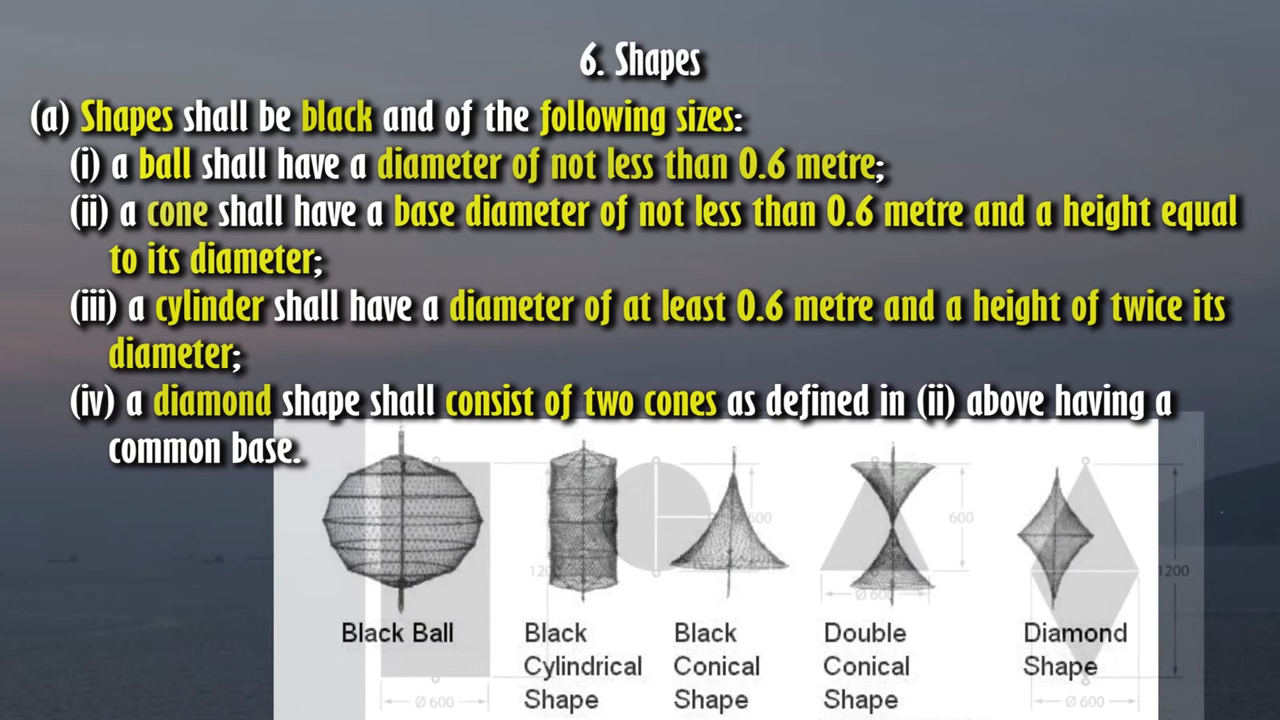 6. Shapes
(a) Shapes shall be black and of the following sizes:
(i) a ball shall have a diameter of not less than 0.6 metre;
(ii) a cone shall have a base diameter of not less than 0.6 metre and a height equal
to its diameter;
(iii) a cylinder shall have a diameter of at least 0.6 metre and a height of twice its
diameter;
(iv) a diamond shape shall consist of two cones as defined in (ii) above having a
common base.
600
600
1200
Ø 600
Black Ball
Black
Cylindrical
Shape
Black
Conical
Shape
Double
Conical
Shape
Diamond
Shape
Ø 600
Ø 600